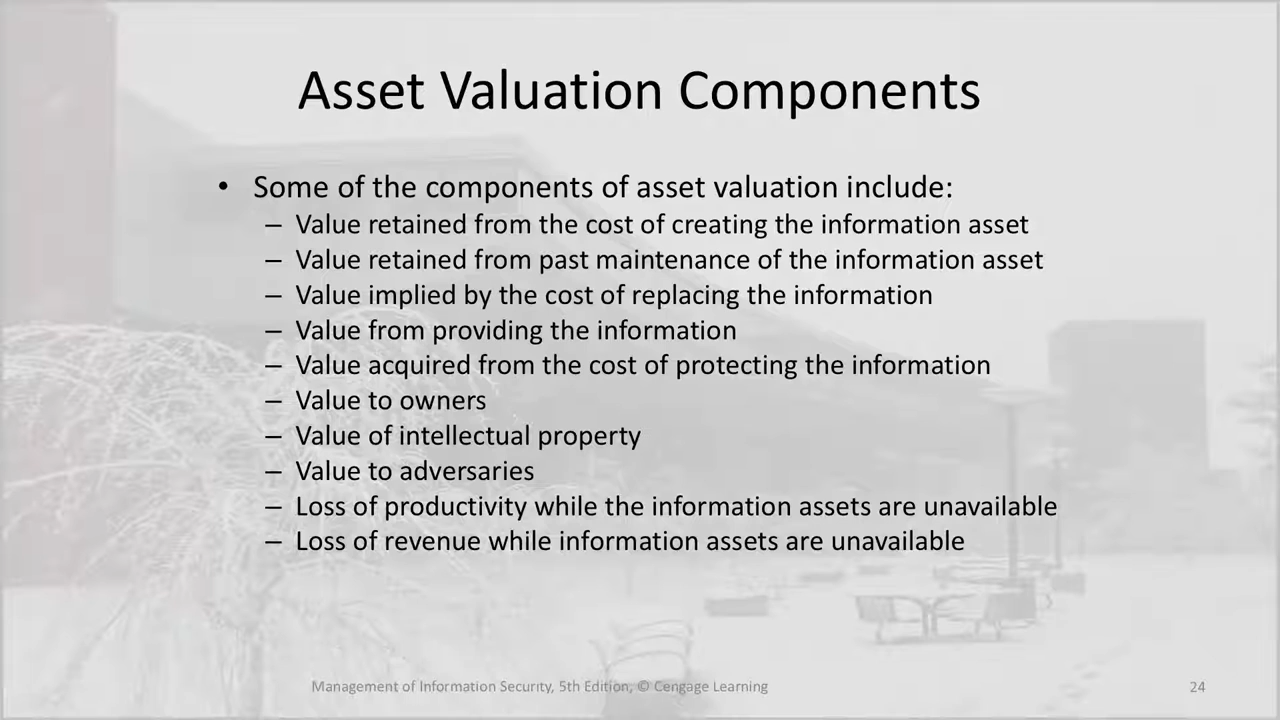 Asset Valuation Components
• Some of the components of asset valuation include:
– Value retained from the cost of creating the information asset
– Value retained from past maintenance of the information asset
– Value implied by the cost of replacing the information
– Value from providing the information
– Value acquired from the cost of protecting the information
– Value to owners
– Value of intellectual property
– Value to adversaries
– Loss of productivity while the information assets are unavailable
– Loss of revenue while information assets are unavailable
Management of Information Security, 5th Edition, © Cengage Learning
24